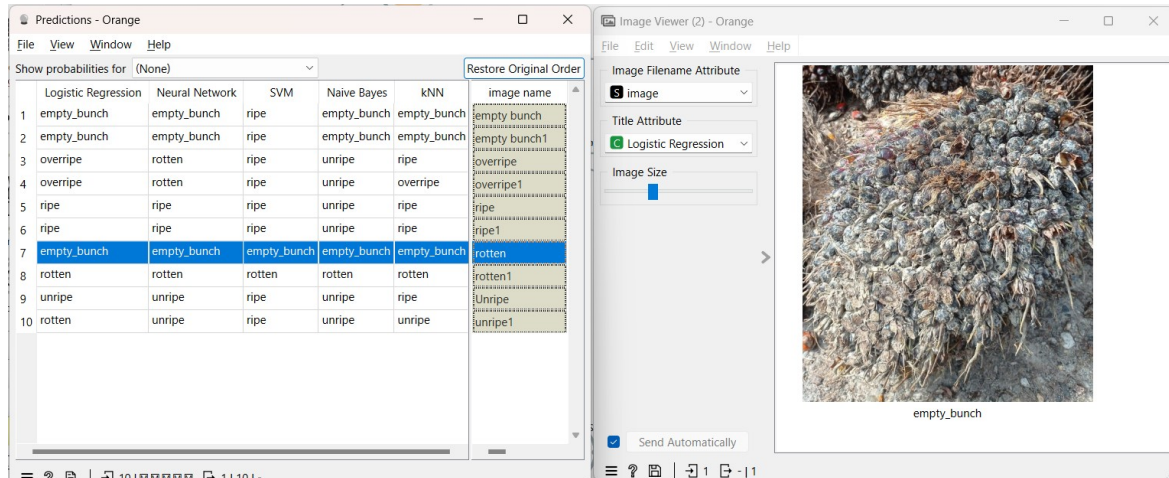 Predictions - Orange
File View Window Help
Show probabilities for (None) Restore Original Order
Logistic Regression Neural Network SVM Naive Bayes kNN image name
1 empty_bunch empty_bunch ripe empty_bunch empty_bunch empty bunch
2 empty_bunch empty_bunch ripe empty_bunch empty_bunch empty bunch1
3 overripe rotten ripe unripe ripe overripe
4 overripe rotten ripe unripe overripe overripe1
5 ripe ripe ripe unripe ripe ripe
6 ripe ripe ripe unripe ripe ripe1
7 empty_bunch empty_bunch empty_bunch empty_bunch empty_bunch rotten
8 rotten rotten rotten rotten rotten rotten1
9 unripe unripe ripe unripe ripe Unripe
10 rotten unripe ripe unripe unripe unripe1
Image Viewer (2) - Orange
File Edit View Window Help
Image Filename Attribute
S image
Title Attribute
C Logistic Regression
Image Size
empty_bunch
Send Automatically
1 - | 1